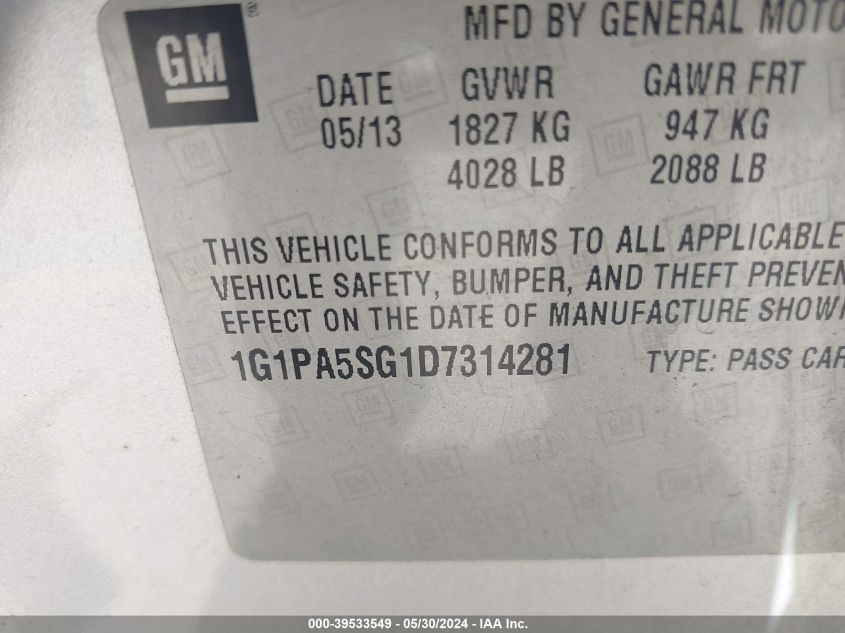 GM®
MFD BY GENERAL MOTO
DATE GVWR GAWR FRT
05/13 1827 KG 947 KG
4028 LB 2088 LB
THIS VEHICLE CONFORMS TO ALL APPLICABLE
VEHICLE SAFETY, BUMPER, AND THEFT PREVEN
EFFECT ON THE DATE OF MANUFACTURE SHOW
1G1PA5SG1D7314281 TYPE: PASS CAR
000-39533549 - 05/30/2024 - IAA Inc.